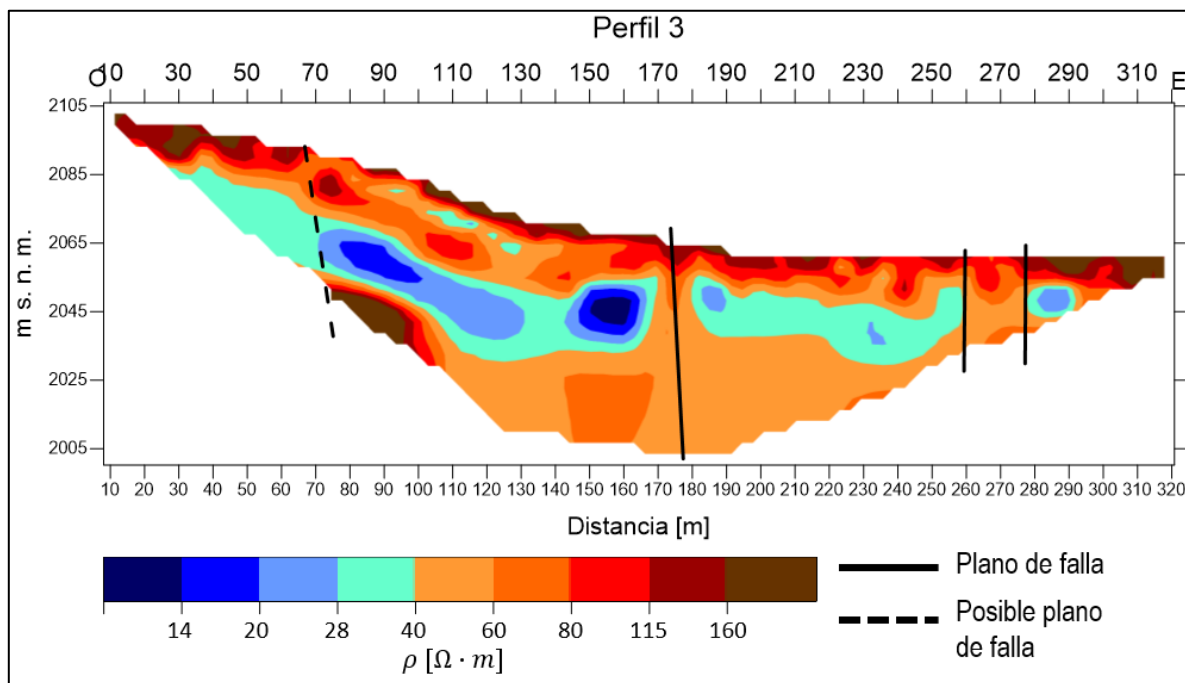 Perfil 3
O 10 30 50 70 90 110 130 150 170 190 210 230 250 270 290 310 E
2105
2085
2065
2045
2025
2005
m s. n. m.
10 20 30 40 50 60 70 80 90 100 110 120 130 140 150 160 170 180 190 200 210 220 230 240 250 260 270 280 290 300 310 320
Distancia [m]
14 20 28 40 60 80 115 160
ρ [Ω · m]
Plano de falla
Posible plano
de falla